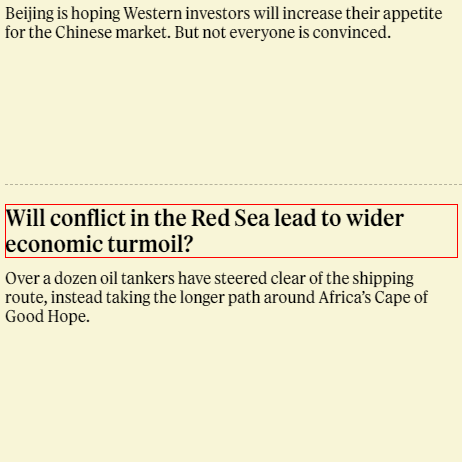 Beijing is hoping Western investors will increase their appetite
for the Chinese market. But not everyone is convinced.
Will conflict in the Red Sea lead to wider
economic turmoil?
Over a dozen oil tankers have steered clear of the shipping
route, instead taking the longer path around Africa’s Cape of
Good Hope.